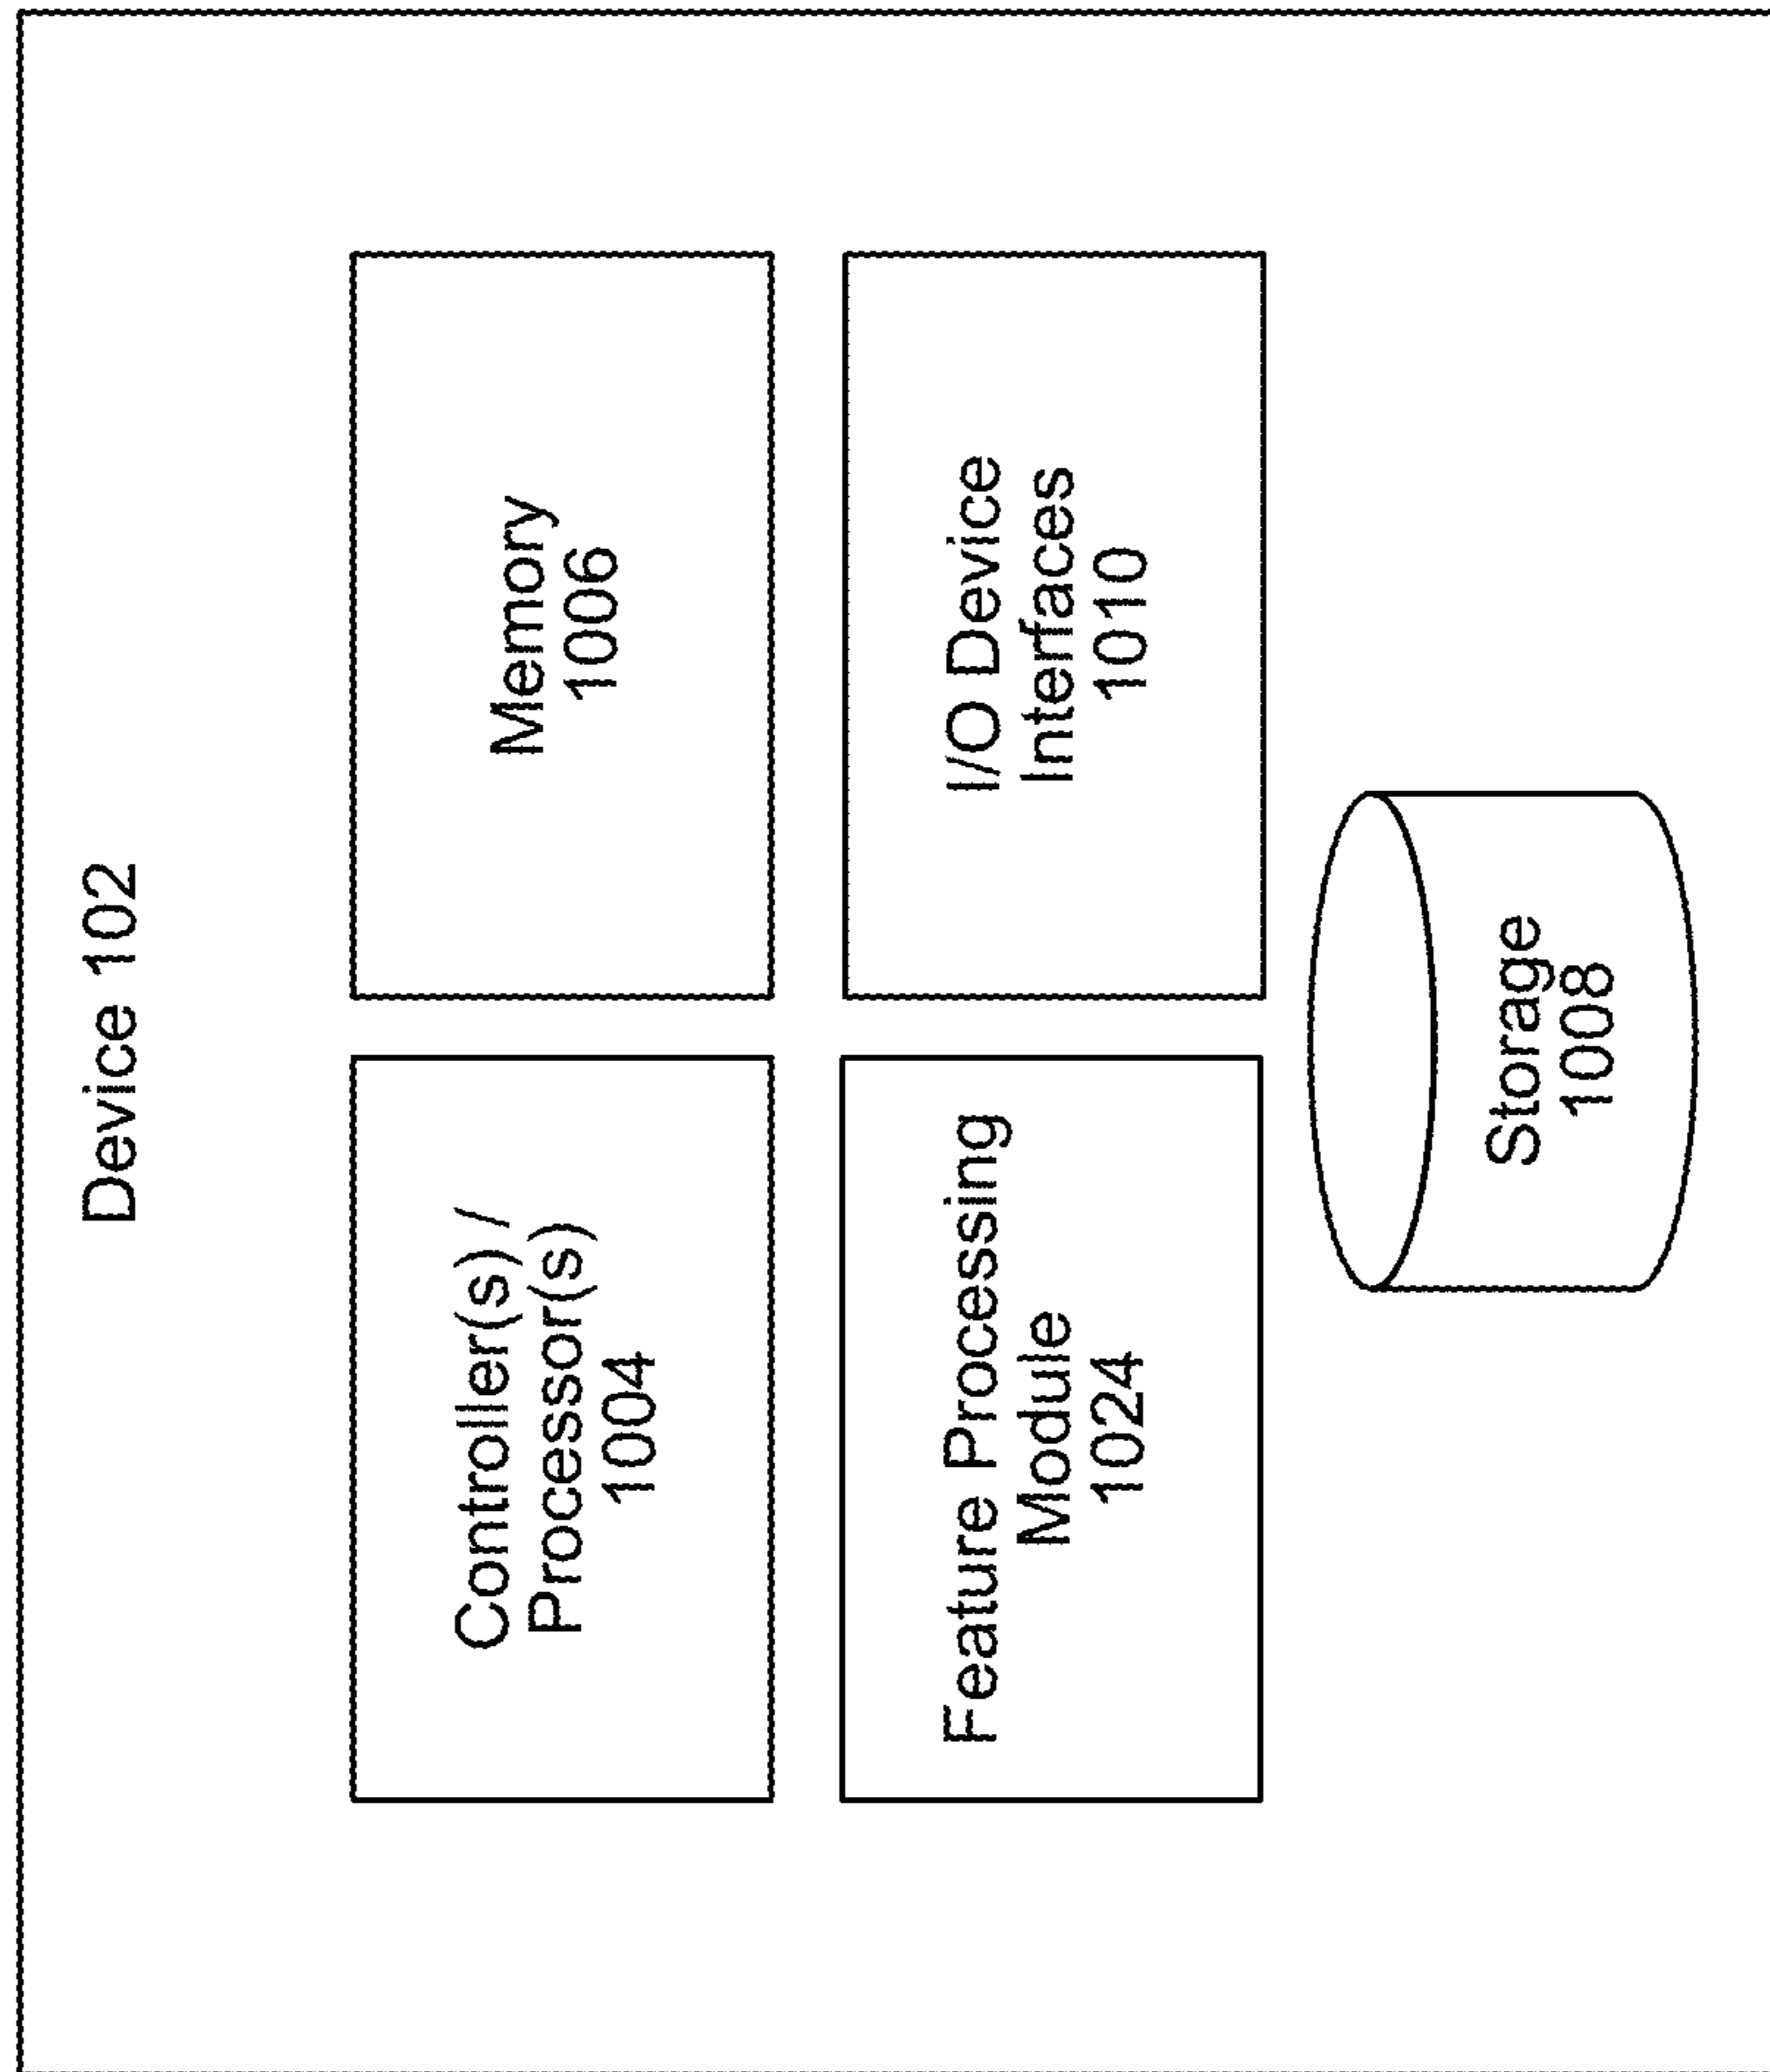 Device 102
Controller(s) /
Processor(s)
1004
Memory
1006
Feature Processing
Module
1024
I/O Device
Interfaces
1010
Storage
1008